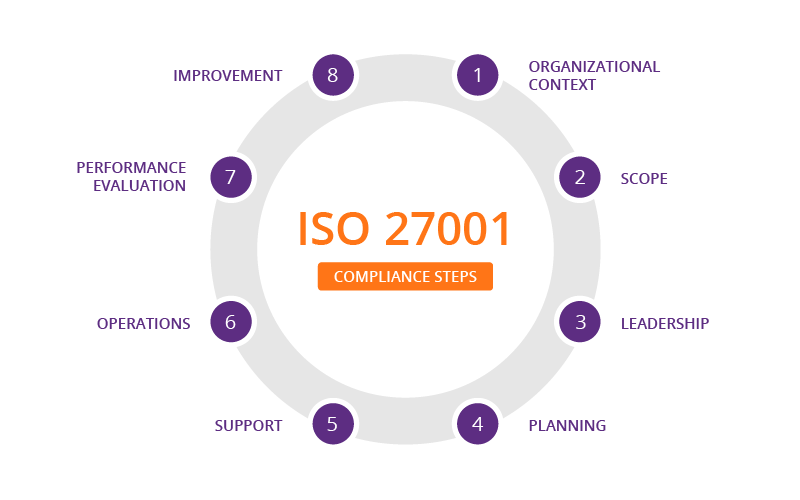 ISO 27001
COMPLIANCE STEPS
1
ORGANIZATIONAL
CONTEXT
2
SCOPE
3
LEADERSHIP
4
PLANNING
5
SUPPORT
6
OPERATIONS
7
PERFORMANCE
EVALUATION
8
IMPROVEMENT